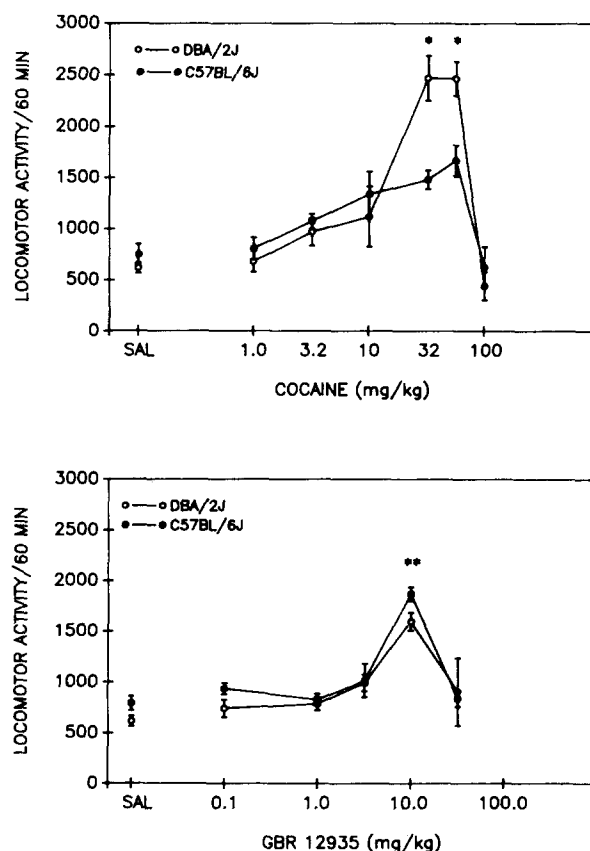 3000
2500
2000
1500
1000
500
0
LOCOMOTOR ACTIVITY/60 MIN
DBA/2J
C57BL/6J
* *
SAL 1.0 3.2 10 32 100
COCAINE (mg/kg)
3000
2500
2000
1500
1000
500
0
LOCOMOTOR ACTIVITY/60 MIN
DBA/2J
C57BL/6J
**
SAL 0.1 1.0 10.0 100.0
GBR 12935 (mg/kg)